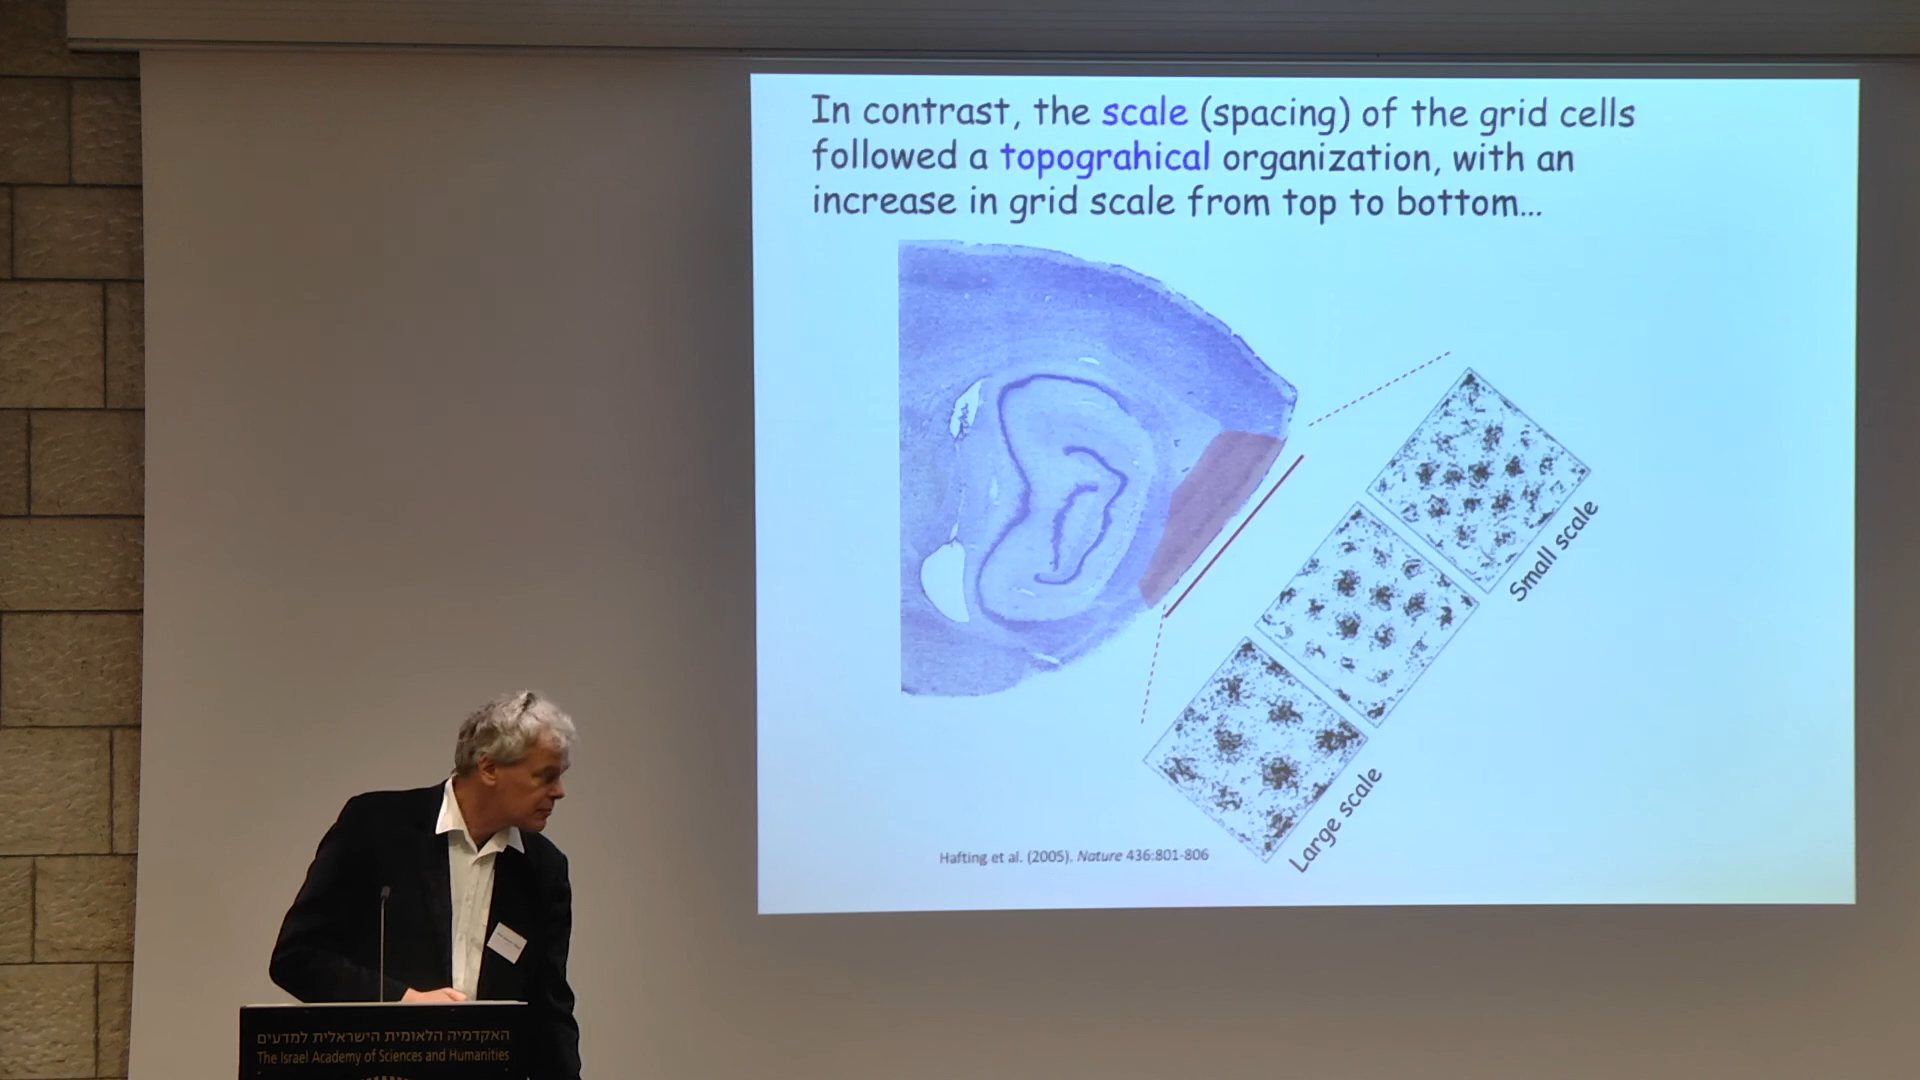 In contrast, the scale (spacing) of the grid cells
followed a topograhical organization, with an
increase in grid scale from top to bottom...
Small scale
Large scale
Hafting et al. (2005). Nature 436:801-806
האקדמיה הלאומית הישראלית למדעים
The Israel Academy of Sciences and Humanities